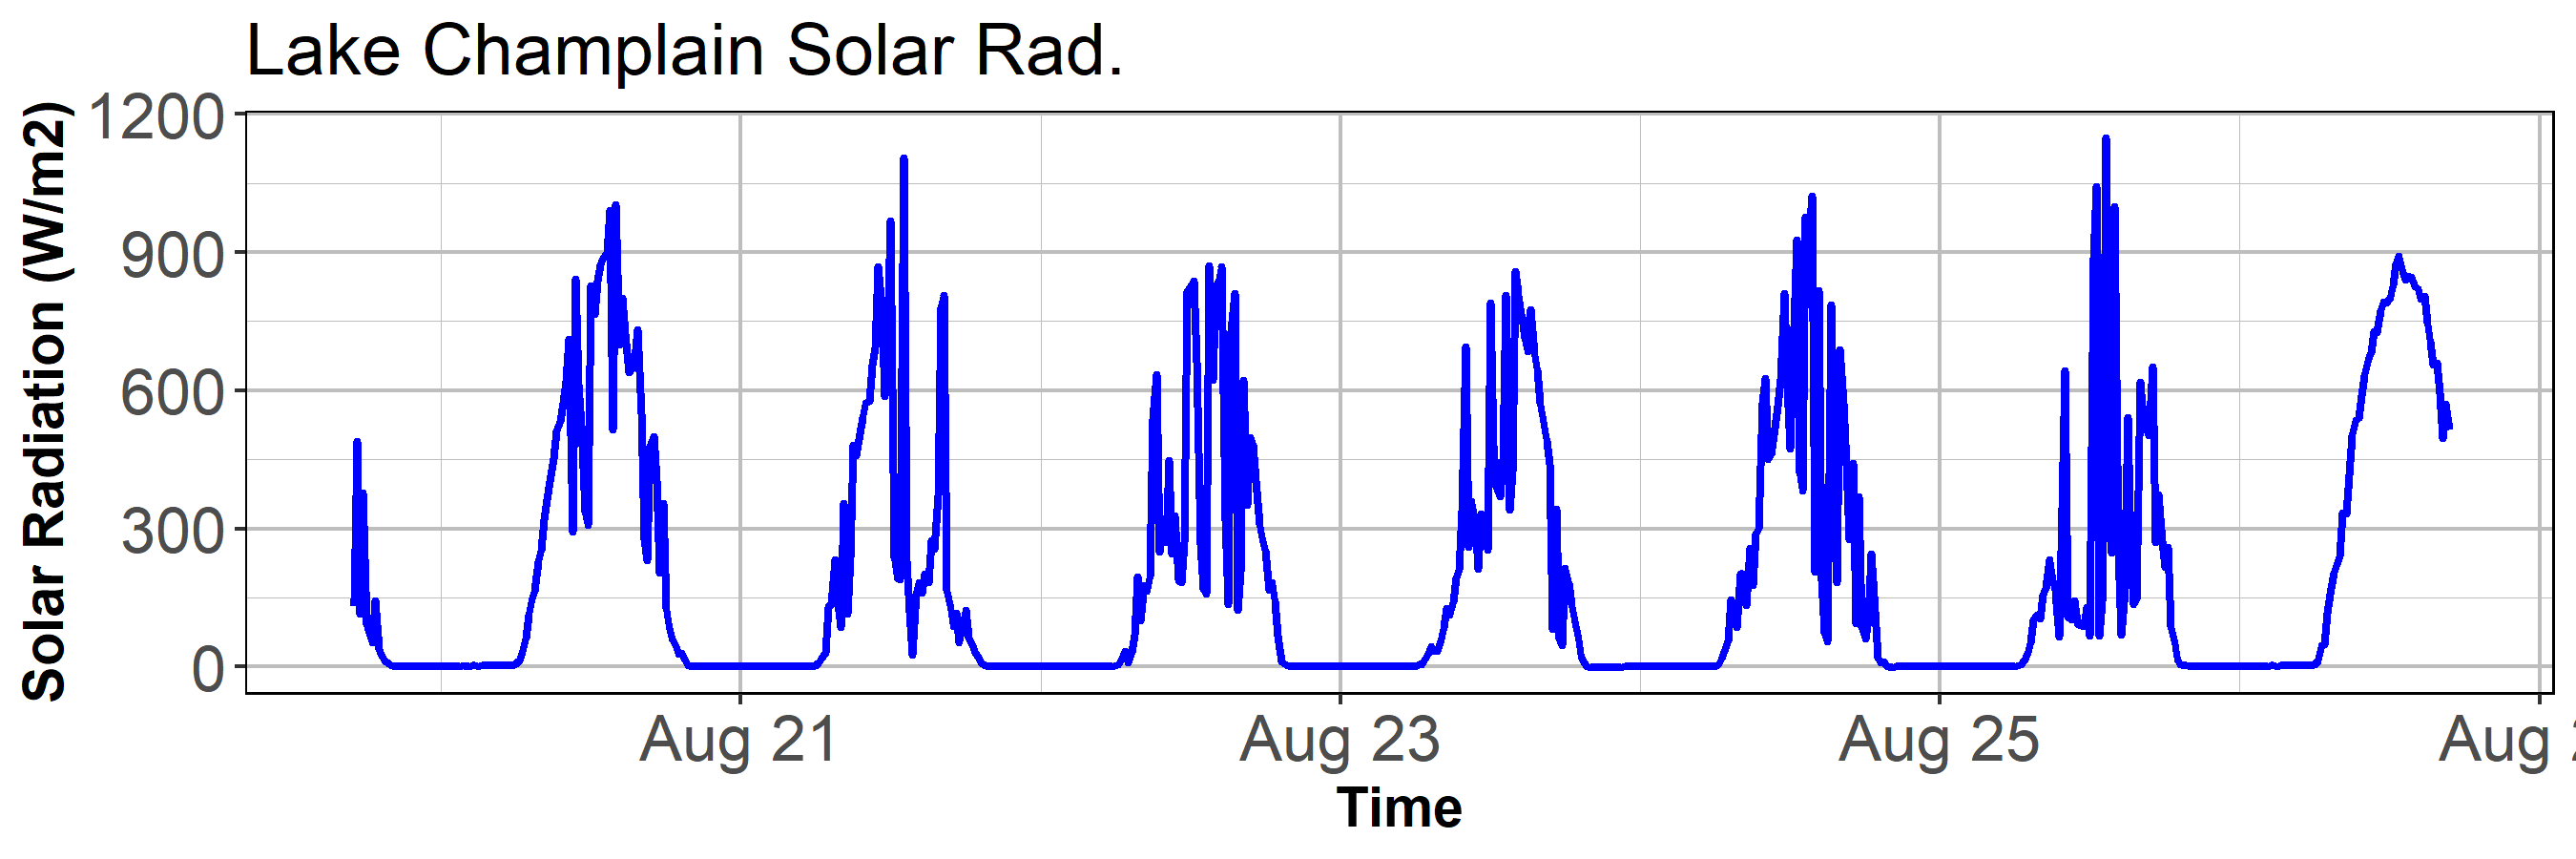 Lake Champlain Solar Rad.
Solar Radiation (W/m2)
1200
900
600
300
0
Aug 21
Aug 23
Aug 25
Aug
Time